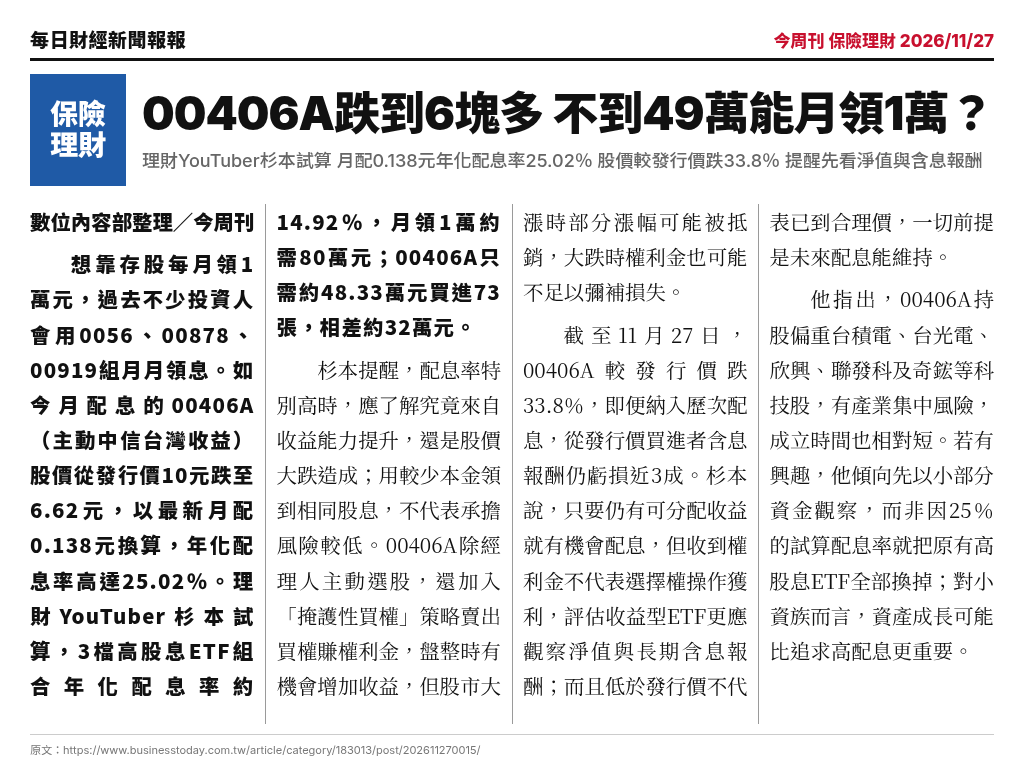 每日財經新聞報報
今周刊 保險理財 2026/11/27
保險
理財
00406A跌到6塊多 不到49萬能月領1萬？
理財YouTuber杉本試算 月配0.138元年化配息率25.02% 股價較發行價跌33.8% 提醒先看淨值與含息報酬
數位內容部整理／今周刊
想靠存股每月領1
萬元，過去不少投資人
會用0056、00878、
00919組月月領息。如
今月配息的00406A
（主動中信台灣收益）
股價從發行價10元跌至
6.62元，以最新月配
0.138元換算，年化配
息率高達25.02%。理
財YouTuber杉本試
算，3檔高股息ETF組
合年化配息率約
14.92%，月領1萬約
需80萬元；00406A只
需約48.33萬元買進73
張，相差約32萬元。
杉本提醒，配息率特
別高時，應了解究竟來自
收益能力提升，還是股價
大跌造成；用較少本金領
到相同股息，不代表承擔
風險較低。00406A除經
理人主動選股，還加入
「掩護性買權」策略賣出
買權賺權利金，盤整時有
機會增加收益，但股市大
漲時部分漲幅可能被抵
銷，大跌時權利金也可能
不足以彌補損失。
截至11月27日，
00406A較發行價跌
33.8%，即便納入歷次配
息，從發行價買進者含息
報酬仍虧損近3成。杉本
說，只要仍有可分配收益
就有機會配息，但收到權
利金不代表選擇權操作獲
利，評估收益型ETF更應
觀察淨值與長期含息報
酬；而且低於發行價不代
表已到合理價，一切前提
是未來配息能維持。
他指出，00406A持
股偏重台積電、台光電、
欣興、聯發科及奇鋐等科
技股，有產業集中風險，
成立時間也相對短。若有
興趣，他傾向先以小部分
資金觀察，而非因25%
的試算配息率就把原有高
股息ETF全部換掉；對小
資族而言，資產成長可能
比追求高配息更重要。
原文：https://www.businesstoday.com.tw/article/category/183013/post/202611270015/